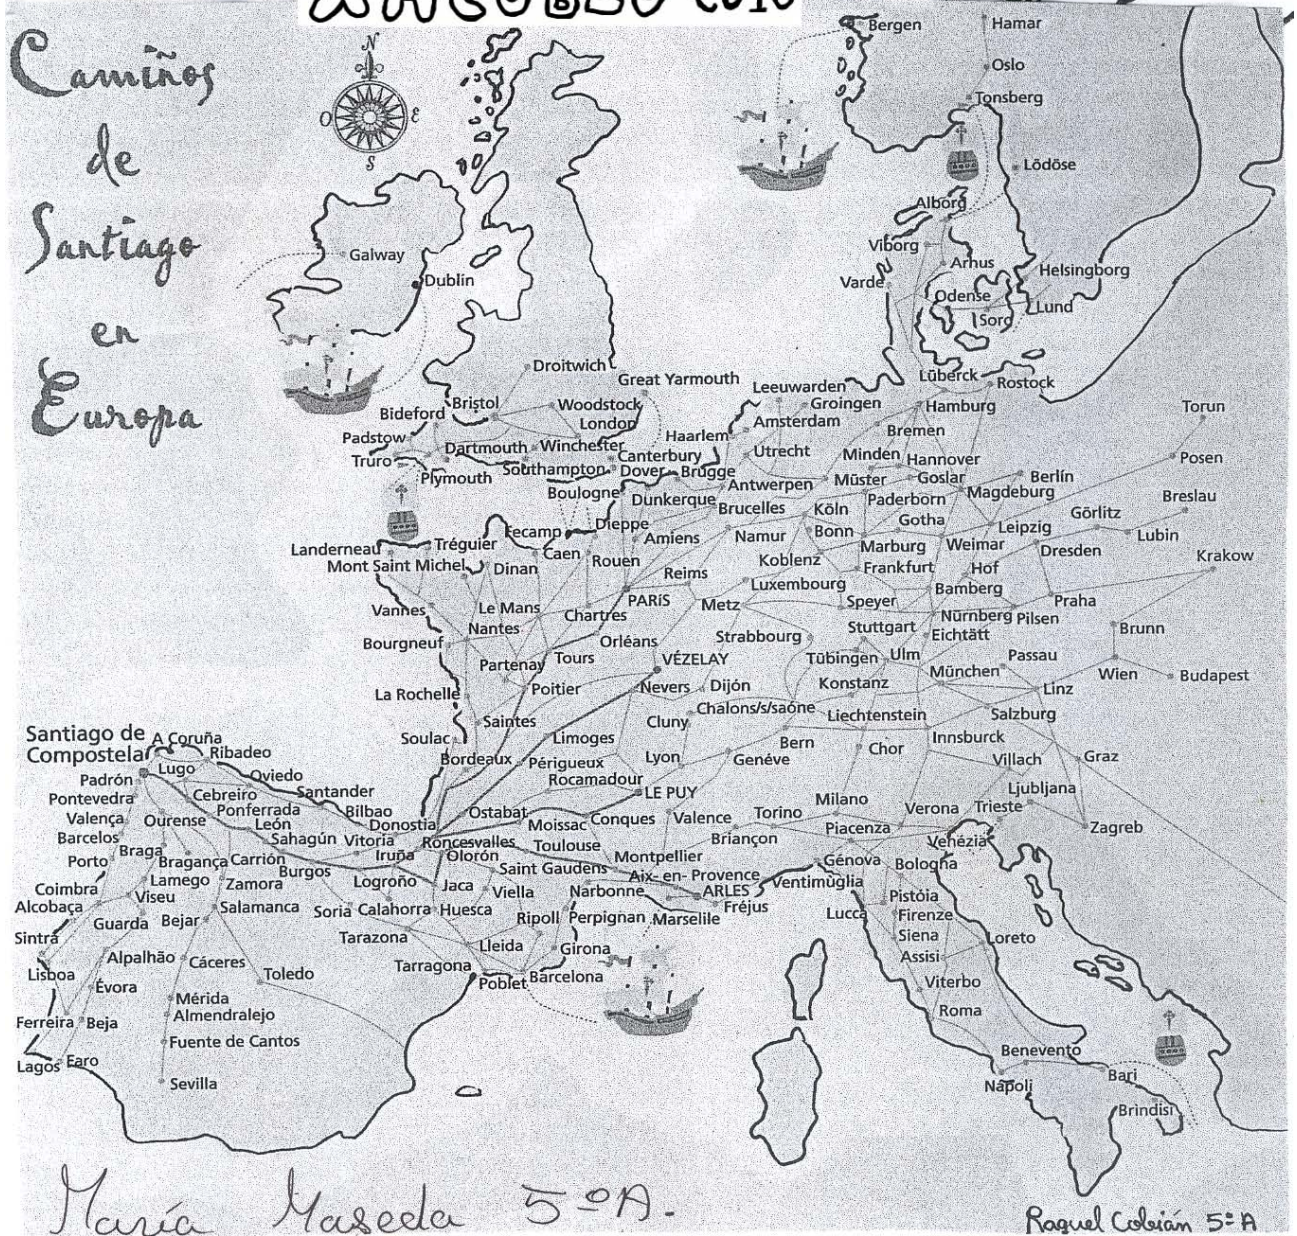 XACOBEO 2010
Camiños
de
Santiago
en
Europa
N
O
E
S
Bergen
Hamar
Oslo
Tonsberg
Lödöse
Alborg
Viborg
Arhus
Varde
Helsingborg
Odense
Lund
Sord
Galway
Dublín
Droitwich
Great Yarmouth
Leeuwarden
Lüberck
Rostock
Bideford
Bristol
Woodstock
Groingen
Hamburg
Torun
London
Amsterdam
Bremen
Padstow
Dartmouth
Winchester
Haarlem
Utrecht
Minden
Hannover
Posen
Truro
Canterbury
Plymouth
Southampton
Dover
Brügge
Antwerpen
Müster
Goslar
Berlín
Boulogne
Dunkerque
Paderborn
Magdeburg
Breslau
Brucelles
Köln
Gotha
Görlitz
Fecamp
Dieppe
Amiens
Namur
Bonn
Leipzig
Lubin
Landerneau
Tréguier
Caen
Rouen
Koblenz
Marburg
Weimar
Dresden
Krakow
Mont Saint Michel
Dinan
Reims
Luxembourg
Frankfurt
Hof
Vannes
Le Mans
Chartres
PARíS
Metz
Speyer
Bamberg
Praha
Nürnberg
Pilsen
Bourgneuf
Nantes
Orléans
Strabbourg
Stuttgart
Eichtätt
Brunn
Partenay
Tours
VÉZELAY
Tübingen
Ulm
Passau
La Rochelle
Poitier
Nevers
Dijón
Konstanz
München
Linz
Wien
Budapest
Saintes
Cluny
Chalons/s/saône
Liechtenstein
Salzburg
Santiago de
Compostela
A Coruña
Ribadeo
Soulac
Limoges
Bern
Chor
Innsburck
Padrón
Lugo
Oviedo
Bordeaux
Périgueux
Lyon
Genéve
Villach
Graz
Pontevedra
Cebreiro
Santander
Rocamadour
LE PUY
Ljubljana
Valença
Ourense
Ponferrada
Bilbao
Ostabat
Valence
Torino
Milano
Verona
Trieste
Barcelos
León
Donostia
Moissac
Conques
Briançon
Piacenza
Zagreb
Porto
Braga
Sahagún
Vitoria
Roncesvalles
Toulouse
Venézia
Bragança
Carrión
Iruña
Olorón
Montpellier
Génova
Bologna
Coimbra
Lamego
Zamora
Burgos
Saint Gaudens
Aix-en-Provence
Ventimùglia
Alcobaça
Viseu
Logroño
Jaca
Viella
Narbonne
ARLES
Pistóia
Guarda
Bejar
Salamanca
Soria
Calahorra
Huesca
Ripoll
Perpignan
Marselile
Fréjus
Lucca
Firenze
Sintra
Tarazona
Lleida
Girona
Siena
Loreto
Lisboa
Alpalhão
Cáceres
Toledo
Tarragona
Poblet
Barcelona
Assisi
Évora
Viterbo
Ferreira
Beja
Mérida
Almendralejo
Roma
Lagos
Faro
Fuente de Cantos
Benevento
Sevilla
Nápoli
Bari
Brindisi
María Maseda 5ºA.
Raquel Cobián 5ºA